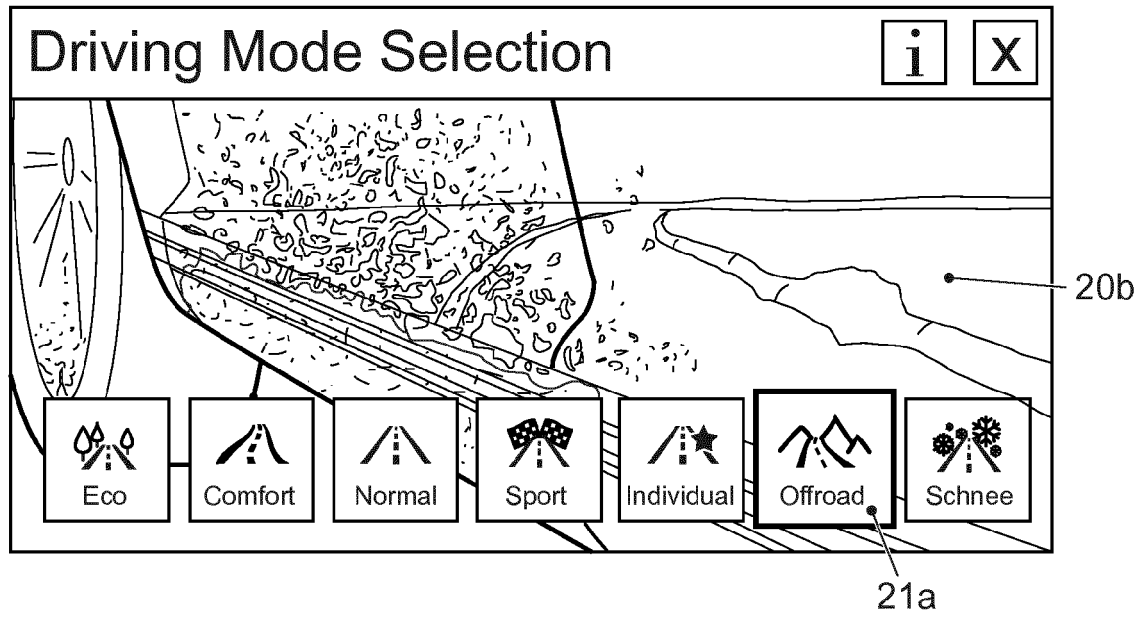 Driving Mode Selection i X
20b
Eco Comfort Normal Sport Individual Offroad Schnee
21a